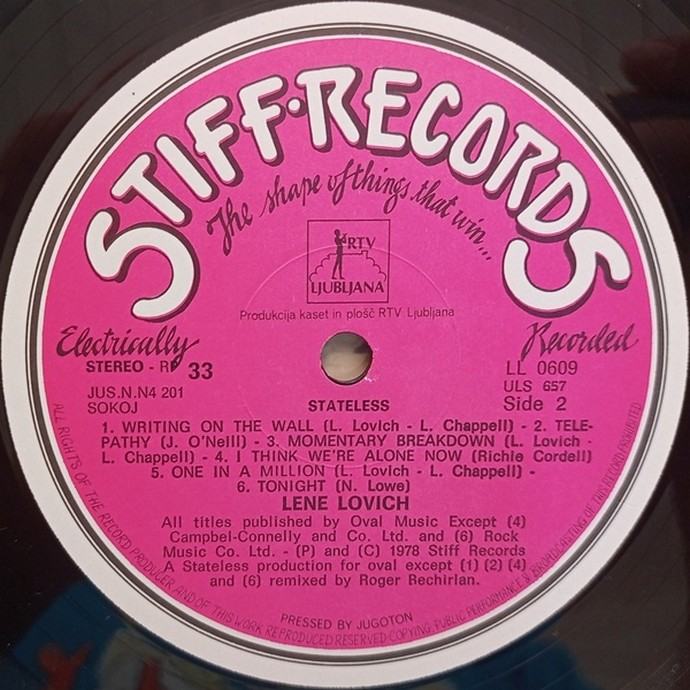 STIFF·RECORDS
The shape of things that win...
RTV
LJUBLJANA
Produkcija kaset in plošč RTV Ljubljana
Electrically
Recorded
STEREO - RP 33
LL 0609
JUS.N.N4 201
ULS 657
SOKOJ
Side 2
STATELESS
1. WRITING ON THE WALL (L. Lovich - L. Chappell) - 2. TELE-
PATHY (J. O'Neill) - 3. MOMENTARY BREAKDOWN (L. Lovich -
L. Chappell) - 4. I THINK WE'RE ALONE NOW (Richie Cordell)
5. ONE IN A MILLION (L. Lovich - L. Chappell) -
6. TONIGHT (N. Lowe)
LENE LOVICH
All titles published by Oval Music Except (4)
Campbel-Connelly and Co. Ltd. and (6) Rock
Music Co. Ltd. - (P) and (C) 1978 Stiff Records
A Stateless production for oval except (1) (2) (4)
and (6) remixed by Roger Bechirlan.
PRESSED BY JUGOTON
ALL RIGHTS OF THE RECORD PRODUCER AND OF THIS WORK REPRODUCED RESERVED COPYING, PUBLIC PERFORMANCE & BROADCASTING OF THIS RECORD PROHIBITED